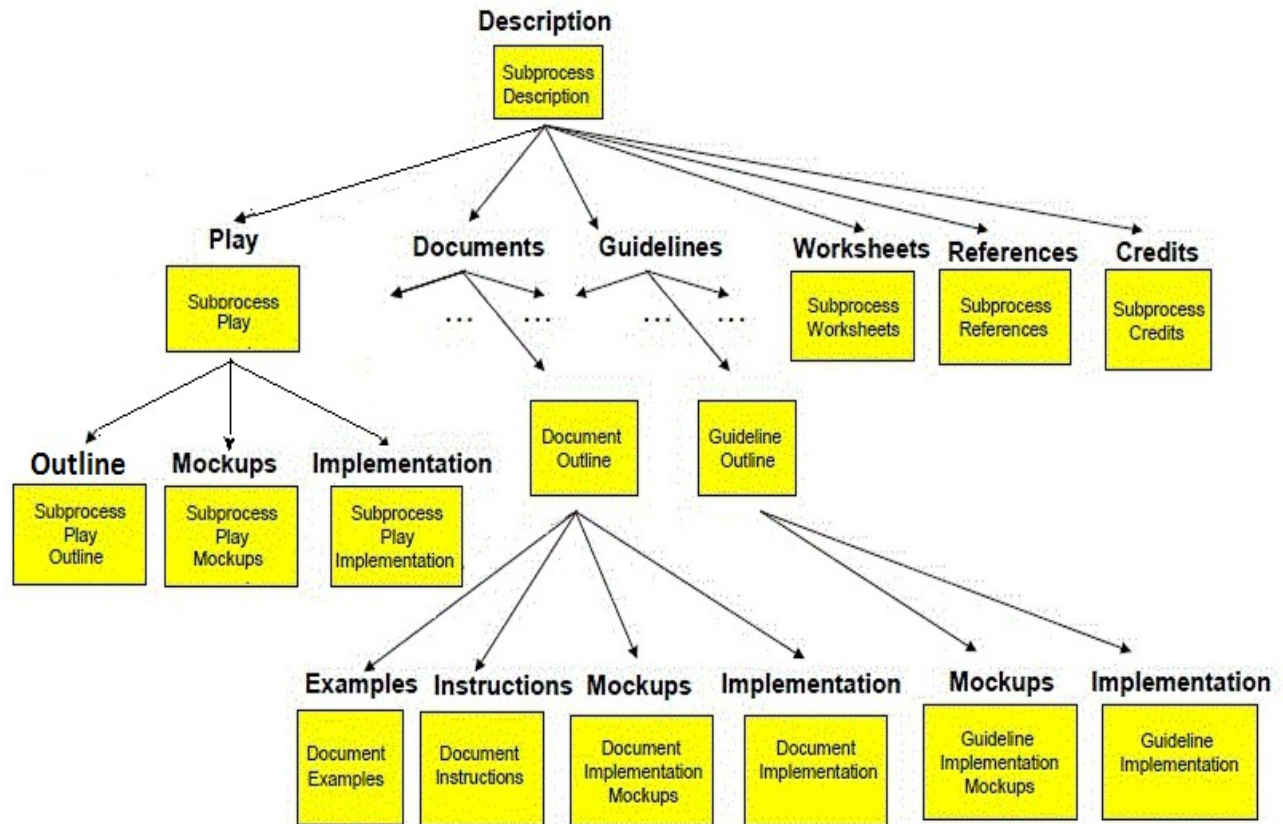 Description
Subprocess
Description
Play
Documents
Guidelines
Worksheets
References
Credits
Subprocess
Play
... ...
... ...
Subprocess
Worksheets
Subprocess
References
Subprocess
Credits
Document
Outline
Guideline
Outline
Outline
Mockups
Implementation
Subprocess
Play
Outline
Subprocess
Play
Mockups
Subprocess
Play
Implementation
Examples
Instructions
Mockups
Implementation
Mockups
Implementation
Document
Examples
Document
Instructions
Document
Implementation
Mockups
Document
Implementation
Guideline
Implementation
Mockups
Guideline
Implementation